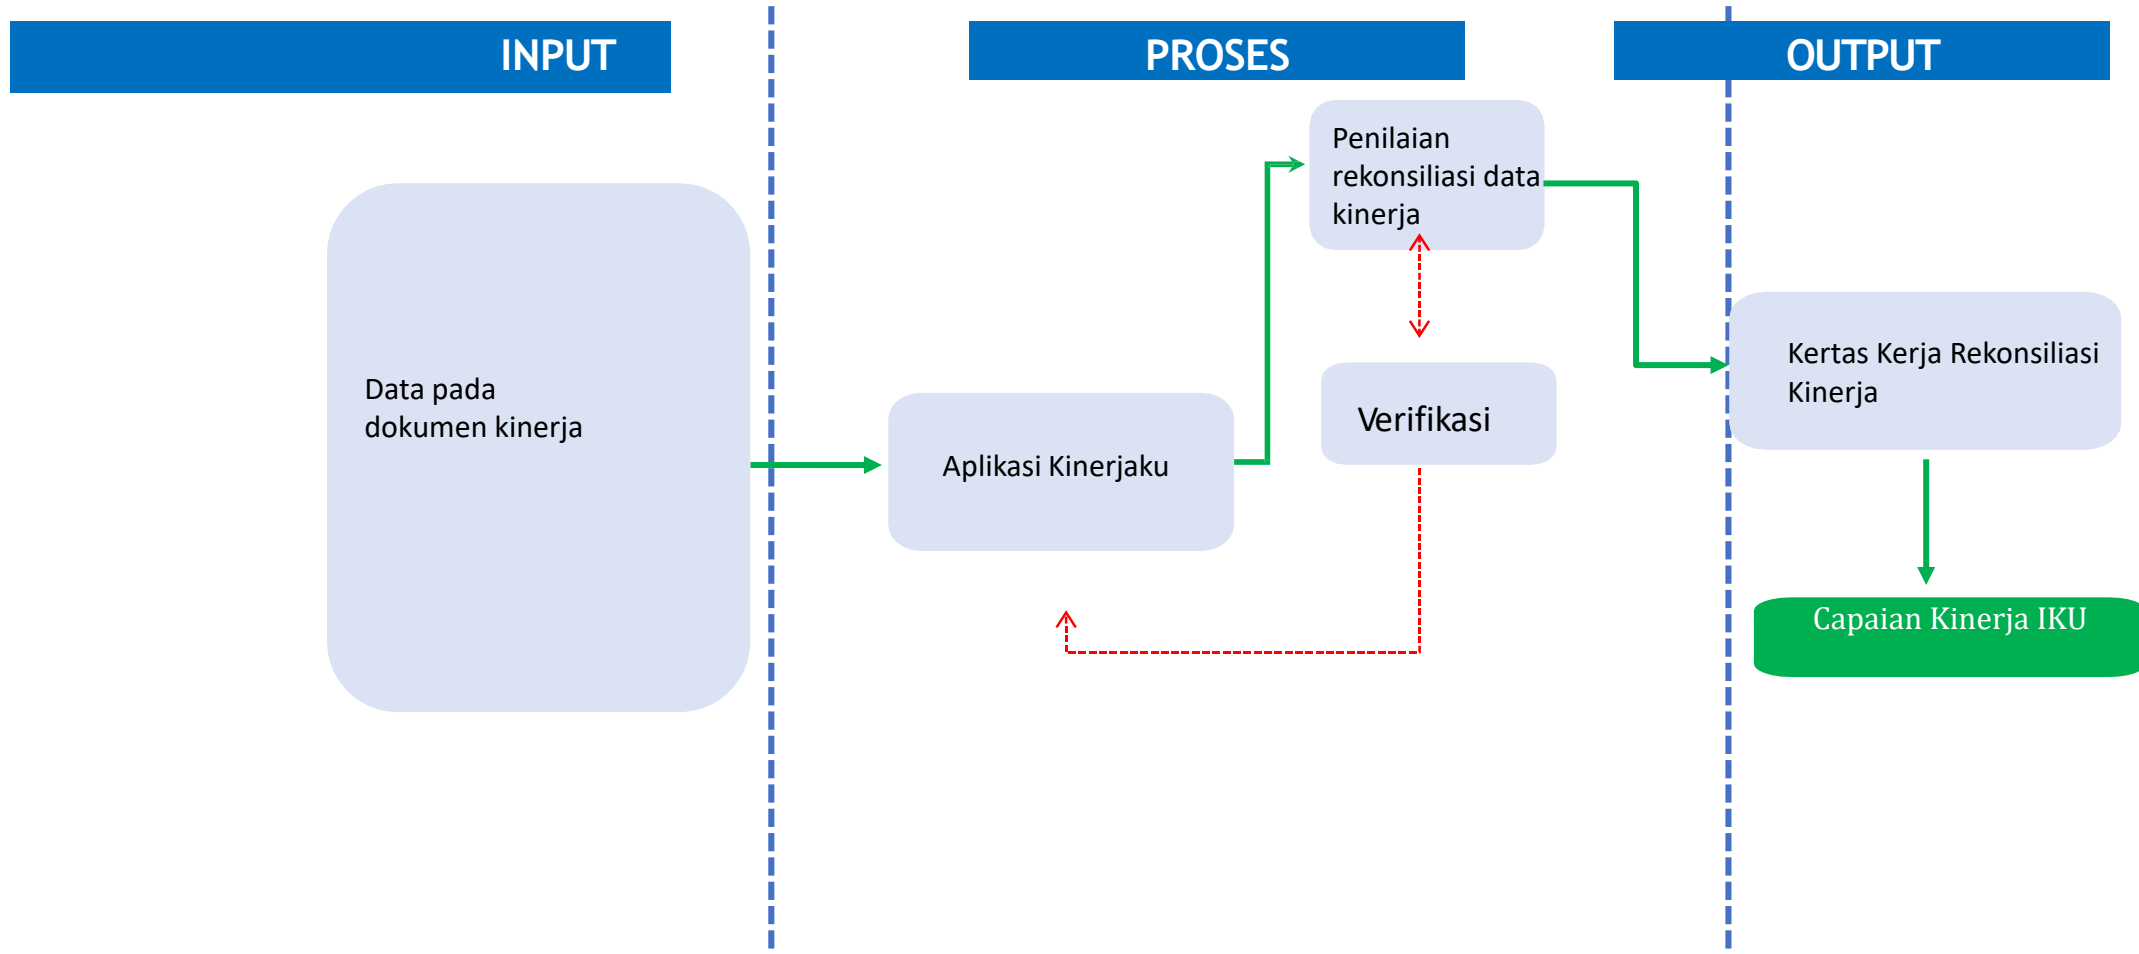 INPUT
PROSES
OUTPUT
Penilaian
rekonsiliasi data
kinerja
Data pada
dokumen kinerja
Aplikasi Kinerjaku
Verifikasi
Kertas Kerja Rekonsiliasi
Kinerja
Capaian Kinerja IKU